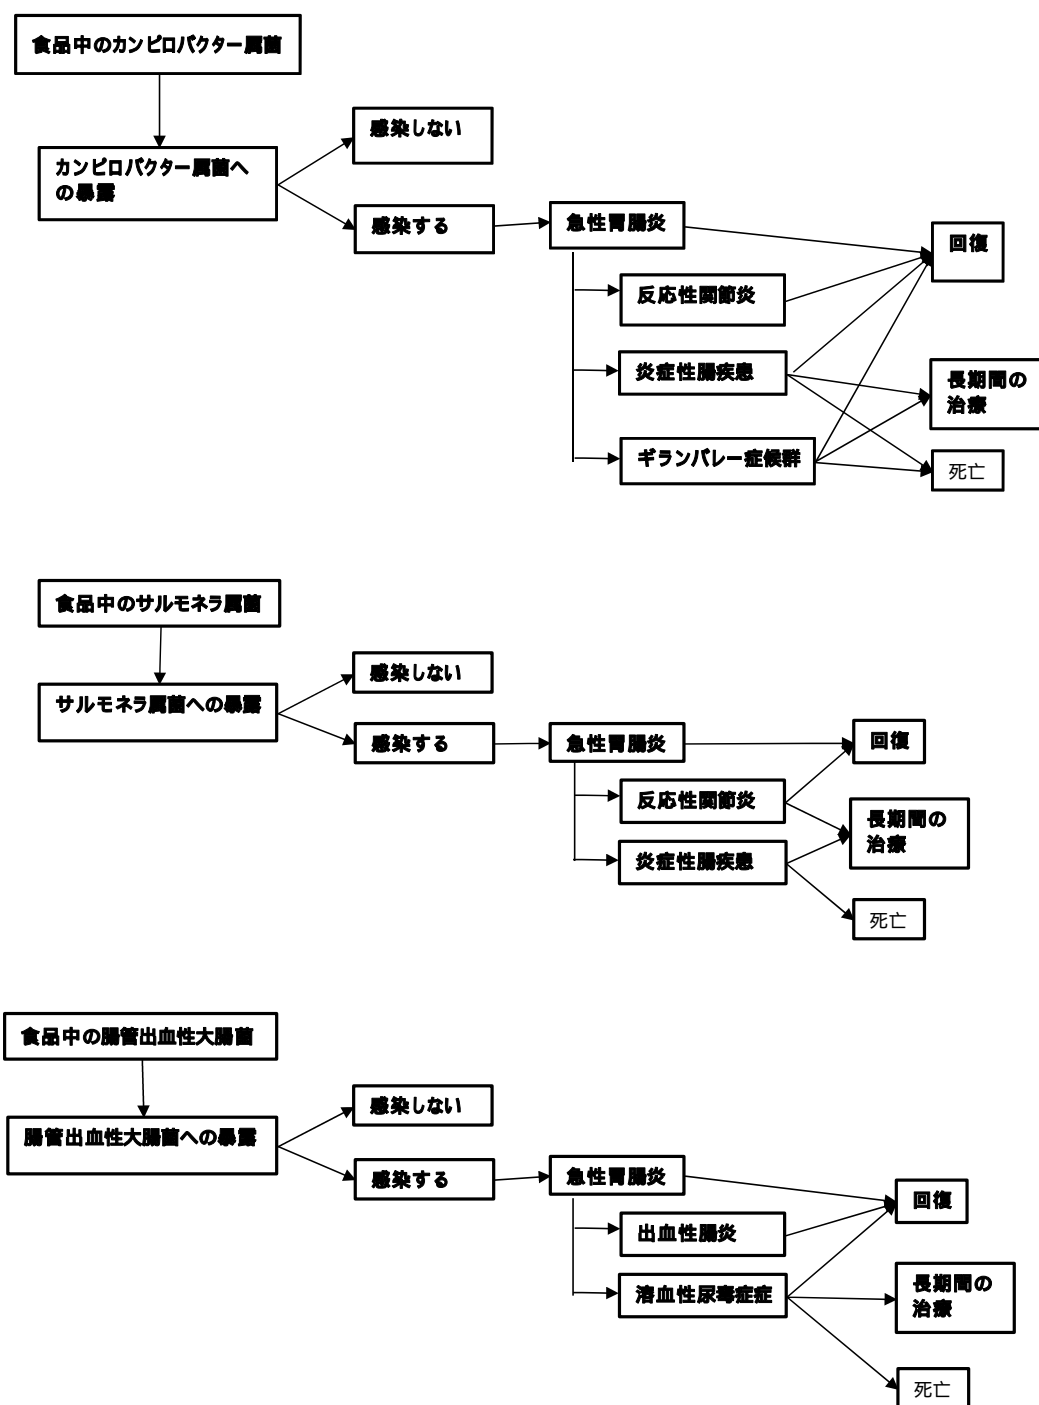 食品中のカンピロバクター属菌
カンピロバクター属菌へ
の暴露
感染しない
感染する
急性胃腸炎
反応性関節炎
炎症性腸疾患
ギランバレー症候群
回復
長期間の
治療
死亡
食品中のサルモネラ属菌
サルモネラ属菌への暴露
感染しない
感染する
急性胃腸炎
反応性関節炎
炎症性腸疾患
回復
長期間の
治療
死亡
食品中の腸管出血性大腸菌
腸管出血性大腸菌への暴露
感染しない
感染する
急性胃腸炎
出血性腸炎
溶血性尿毒症症
回復
長期間の
治療
死亡